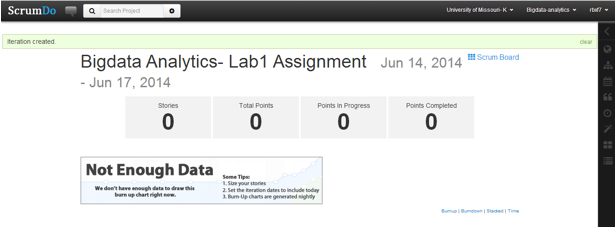 ScrumDo
Search Project
University of Missouri- K
Bigdata-analytics
rbf7
Iteration created.
clear
Bigdata Analytics- Lab1 Assignment Jun 14, 2014
- Jun 17, 2014
Scrum Board
Stories Total Points Points In Progress Points Completed
0 0 0 0
Not Enough Data
We don't have enough data to draw this
burn up chart right now.
Some Tips:
1. Size your stories
2. Set the iteration dates to include today
3. Burn-Up charts are generated nightly
Burnup | Burndown | Stacked | Time